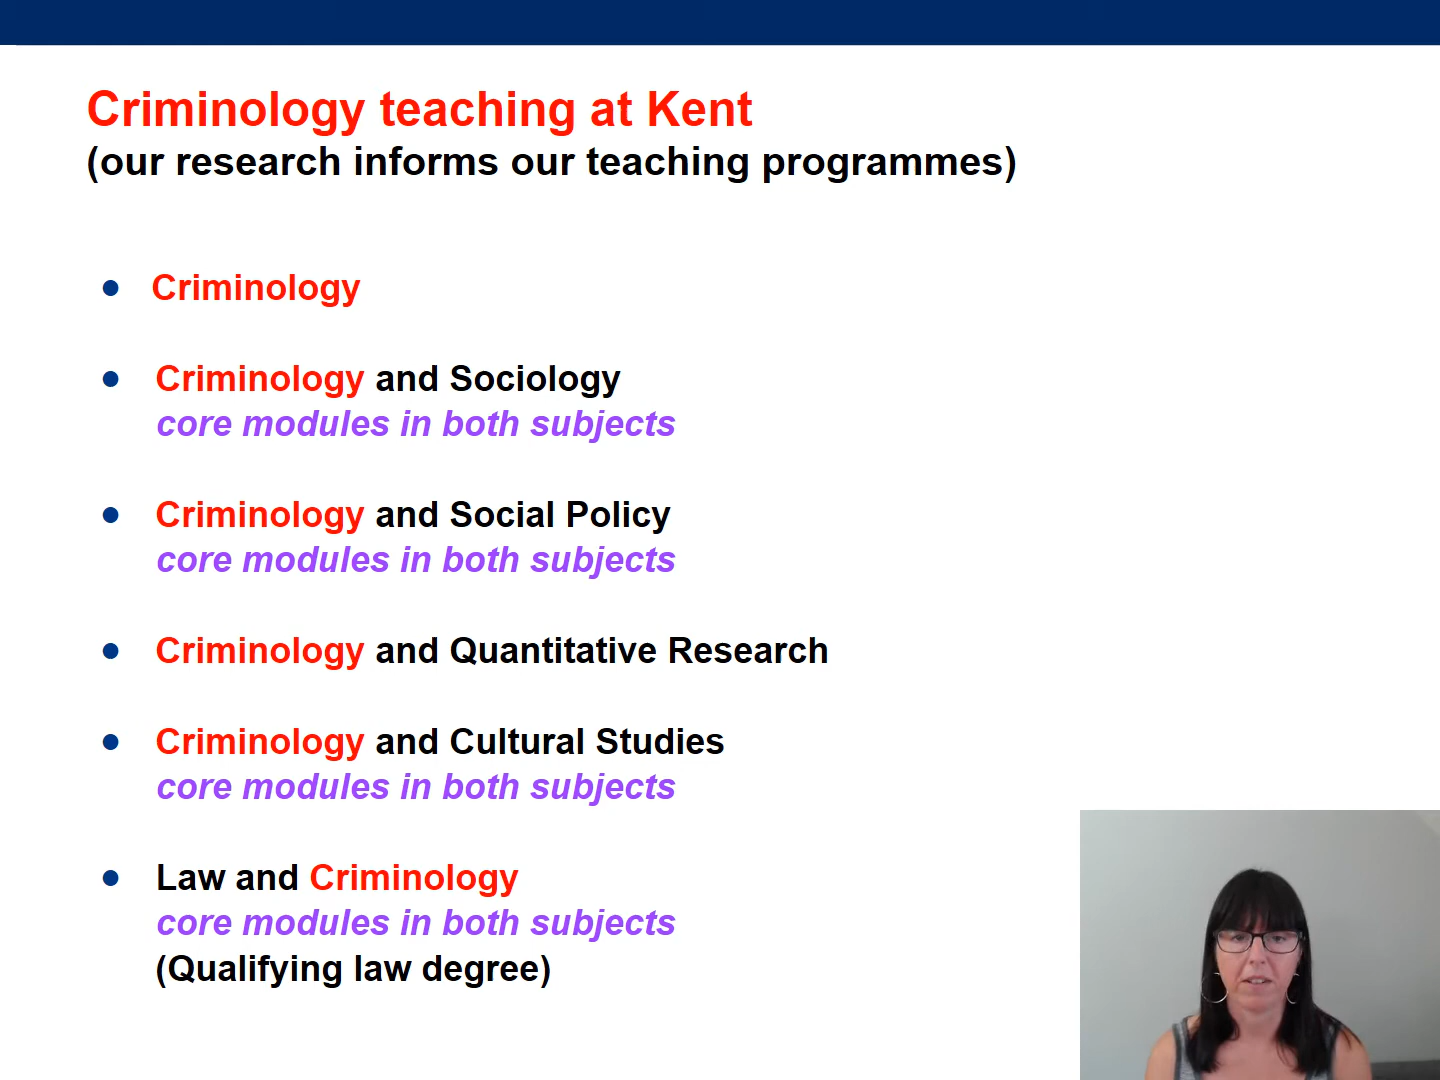 Criminology teaching at Kent
(our research informs our teaching programmes)
● Criminology
● Criminology and Sociology
core modules in both subjects
● Criminology and Social Policy
core modules in both subjects
● Criminology and Quantitative Research
● Criminology and Cultural Studies
core modules in both subjects
● Law and Criminology
core modules in both subjects
(Qualifying law degree)